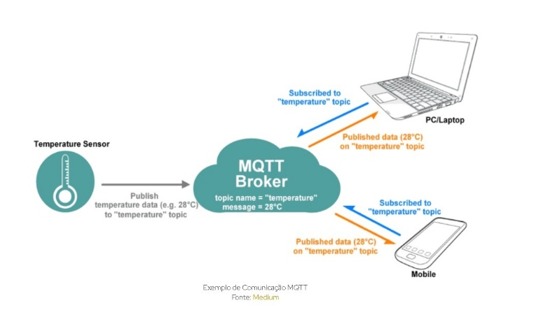 Temperature Sensor
Publish
temperature data (e.g. 28°C)
to "temperature" topic
MQTT
Broker
topic name = "temperature"
message = 28°C
Subscribed to
"temperature" topic
PC/Laptop
Published data (28°C)
on "temperature" topic
Subscribed to
"temperature" topic
Published data (28°C)
on "temperature" topic
Mobile
Exemplo de Comunicação MQTT
Fonte: Medium